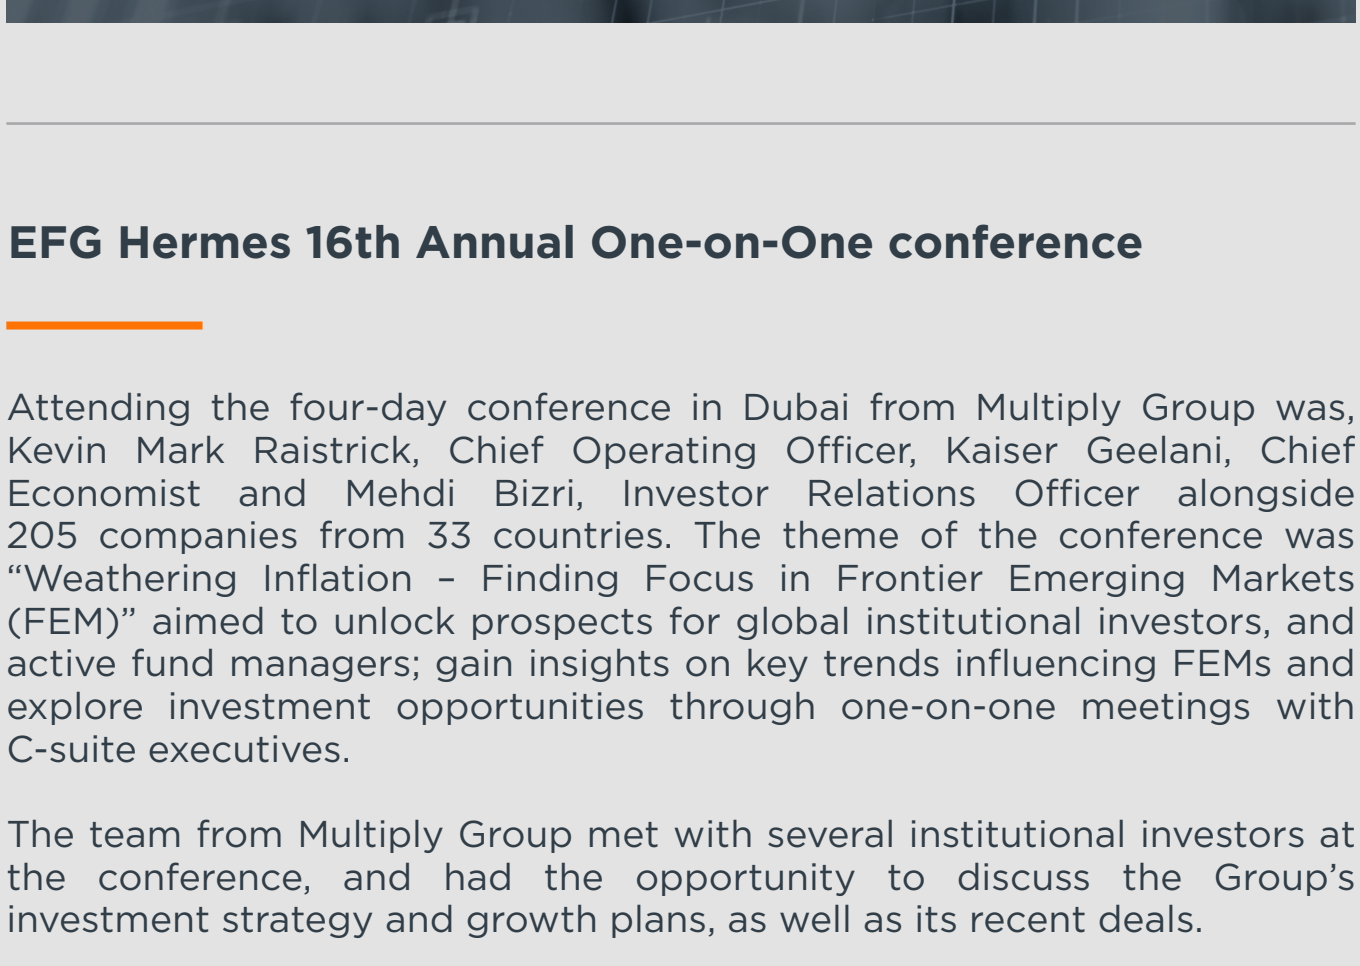 EFG Hermes 16th Annual One-on-One conference
Attending the four-day conference in Dubai from Multiply Group was,
Kevin Mark Raistrick, Chief Operating Officer, Kaiser Geelani, Chief
Economist and Mehdi Bizri, Investor Relations Officer alongside
205 companies from 33 countries. The theme of the conference was
“Weathering Inflation – Finding Focus in Frontier Emerging Markets
(FEM)” aimed to unlock prospects for global institutional investors, and
active fund managers; gain insights on key trends influencing FEMs and
explore investment opportunities through one-on-one meetings with
C-suite executives.
The team from Multiply Group met with several institutional investors at
the conference, and had the opportunity to discuss the Group’s
investment strategy and growth plans, as well as its recent deals.